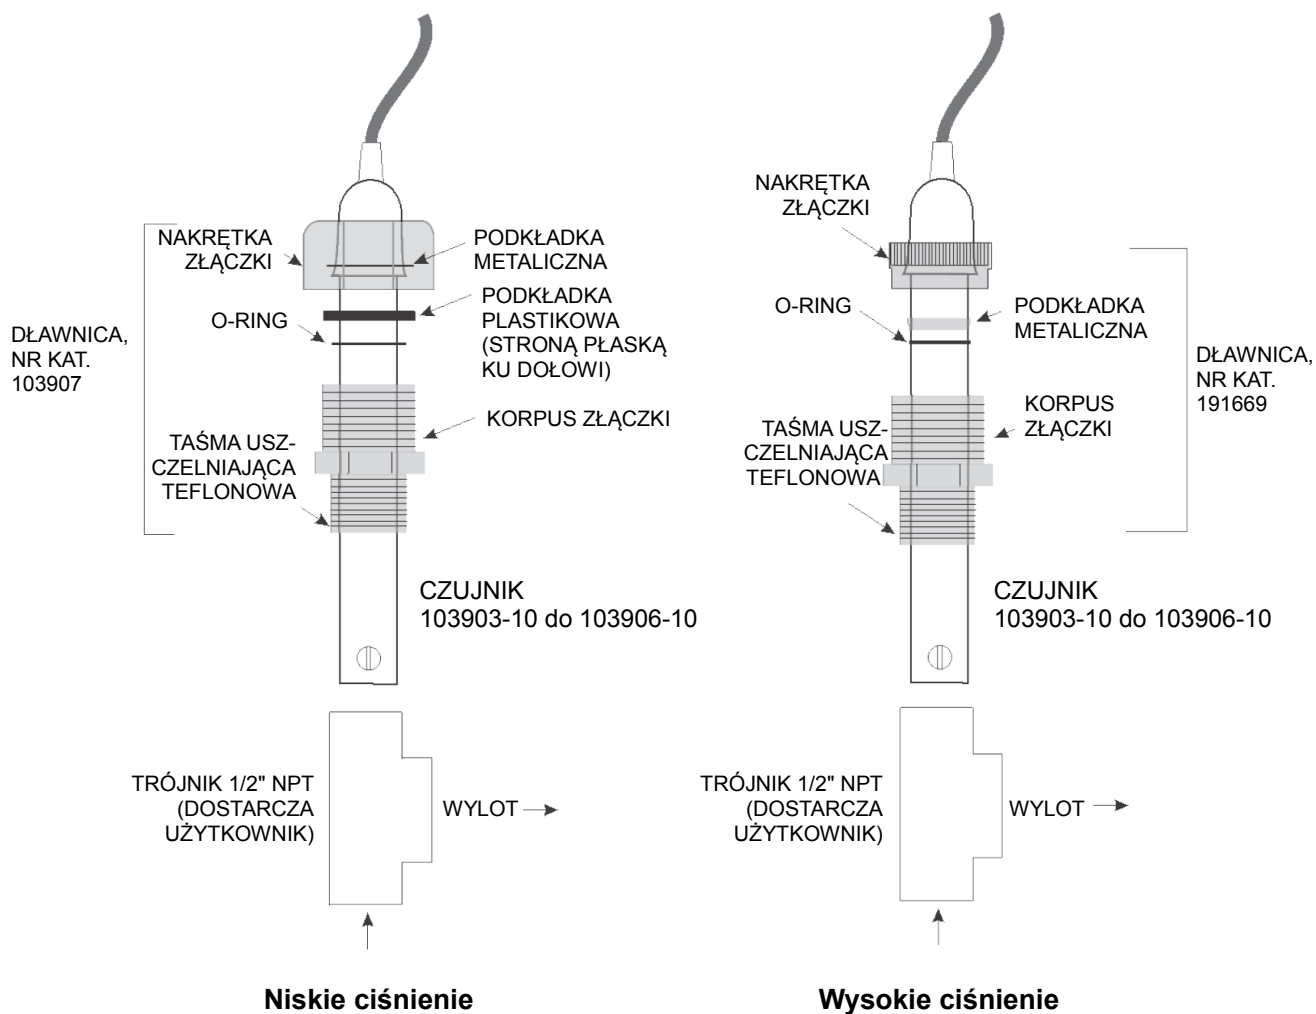 NAKRĘTKA
ZŁĄCZKI
PODKŁADKA
METALICZNA
O-RING
PODKŁADKA
PLASTIKOWA
(STRONĄ PŁASKĄ
KU DOŁOWI)
DŁAWNICA,
NR KAT.
103907
KORPUS ZŁĄCZKI
TAŚMA USZ-
CZELNIAJĄCA
TEFLONOWA
CZUJNIK
103903-10 do 103906-10
TRÓJNIK 1/2" NPT
(DOSTARCZA
UŻYTKOWNIK)
WYLOT
Niskie ciśnienie
NAKRĘTKA
ZŁĄCZKI
O-RING
PODKŁADKA
METALICZNA
DŁAWNICA,
NR KAT.
191669
KORPUS
ZŁĄCZKI
TAŚMA USZ-
CZELNIAJĄCA
TEFLONOWA
CZUJNIK
103903-10 do 103906-10
TRÓJNIK 1/2" NPT
(DOSTARCZA
UŻYTKOWNIK)
WYLOT
Wysokie ciśnienie